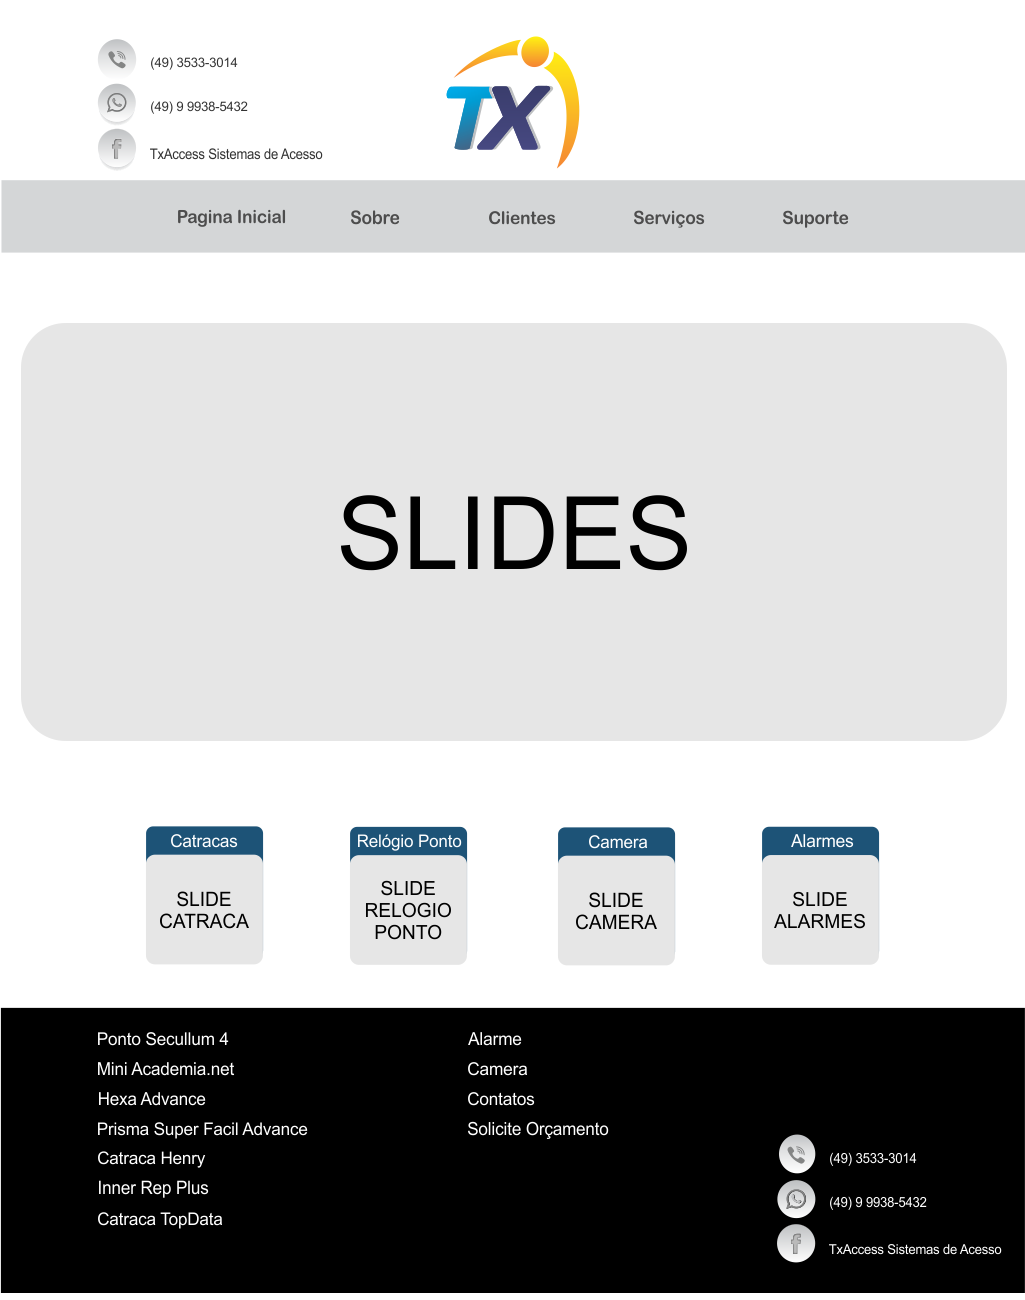 (49) 3533-3014
(49) 9 9938-5432
TxAccess Sistemas de Acesso
TX
Pagina Inicial
Sobre
Clientes
Serviços
Suporte
SLIDES
Catracas
SLIDE
CATRACA
Relógio Ponto
SLIDE
RELOGIO
PONTO
Camera
SLIDE
CAMERA
Alarmes
SLIDE
ALARMES
Ponto Secullum 4
Mini Academia.net
Hexa Advance
Prisma Super Facil Advance
Catraca Henry
Inner Rep Plus
Catraca TopData
Alarme
Camera
Contatos
Solicite Orçamento
(49) 3533-3014
(49) 9 9938-5432
TxAccess Sistemas de Acesso